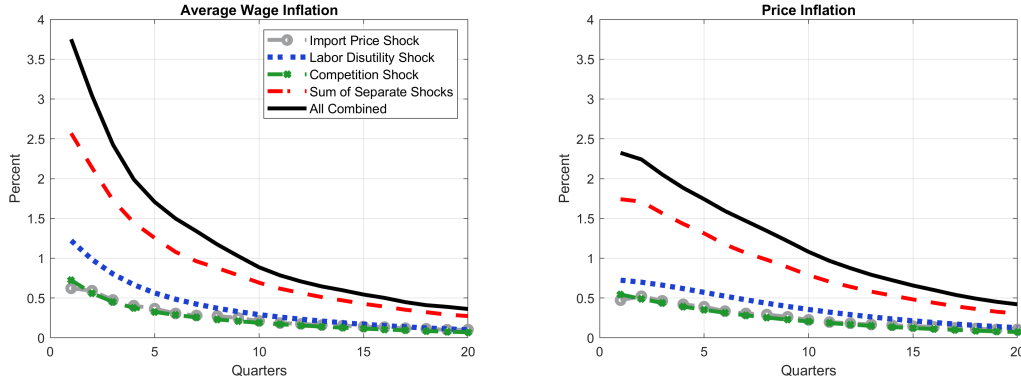 Average Wage Inflation
4
3.5
3
2.5
2
1.5
1
0.5
0
Percent
0
5
10
15
20
Quarters
Import Price Shock
Labor Disutility Shock
Competition Shock
Sum of Separate Shocks
All Combined
Price Inflation
4
3.5
3
2.5
2
1.5
1
0.5
0
Percent
0
5
10
15
20
Quarters